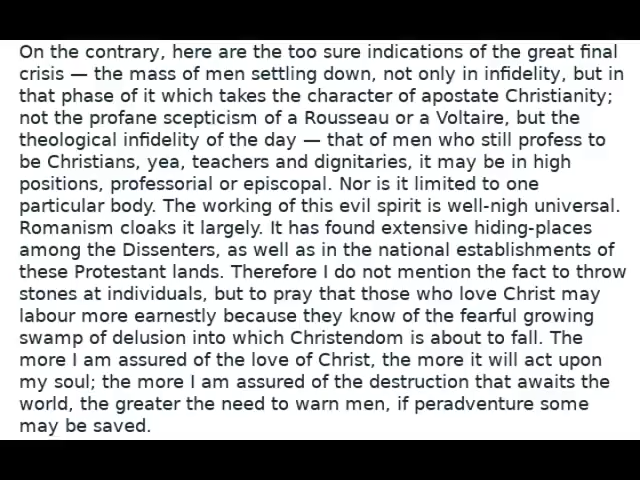 On the contrary, here are the too sure indications of the great final
crisis — the mass of men settling down, not only in infidelity, but in
that phase of it which takes the character of apostate Christianity;
not the profane scepticism of a Rousseau or a Voltaire, but the
theological infidelity of the day — that of men who still profess to
be Christians, yea, teachers and dignitaries, it may be in high
positions, professorial or episcopal. Nor is it limited to one
particular body. The working of this evil spirit is well-nigh universal.
Romanism cloaks it largely. It has found extensive hiding-places
among the Dissenters, as well as in the national establishments of
these Protestant lands. Therefore I do not mention the fact to throw
stones at individuals, but to pray that those who love Christ may
labour more earnestly because they know of the fearful growing
swamp of delusion into which Christendom is about to fall. The
more I am assured of the love of Christ, the more it will act upon
my soul; the more I am assured of the destruction that awaits the
world, the greater the need to warn men, if peradventure some
may be saved.